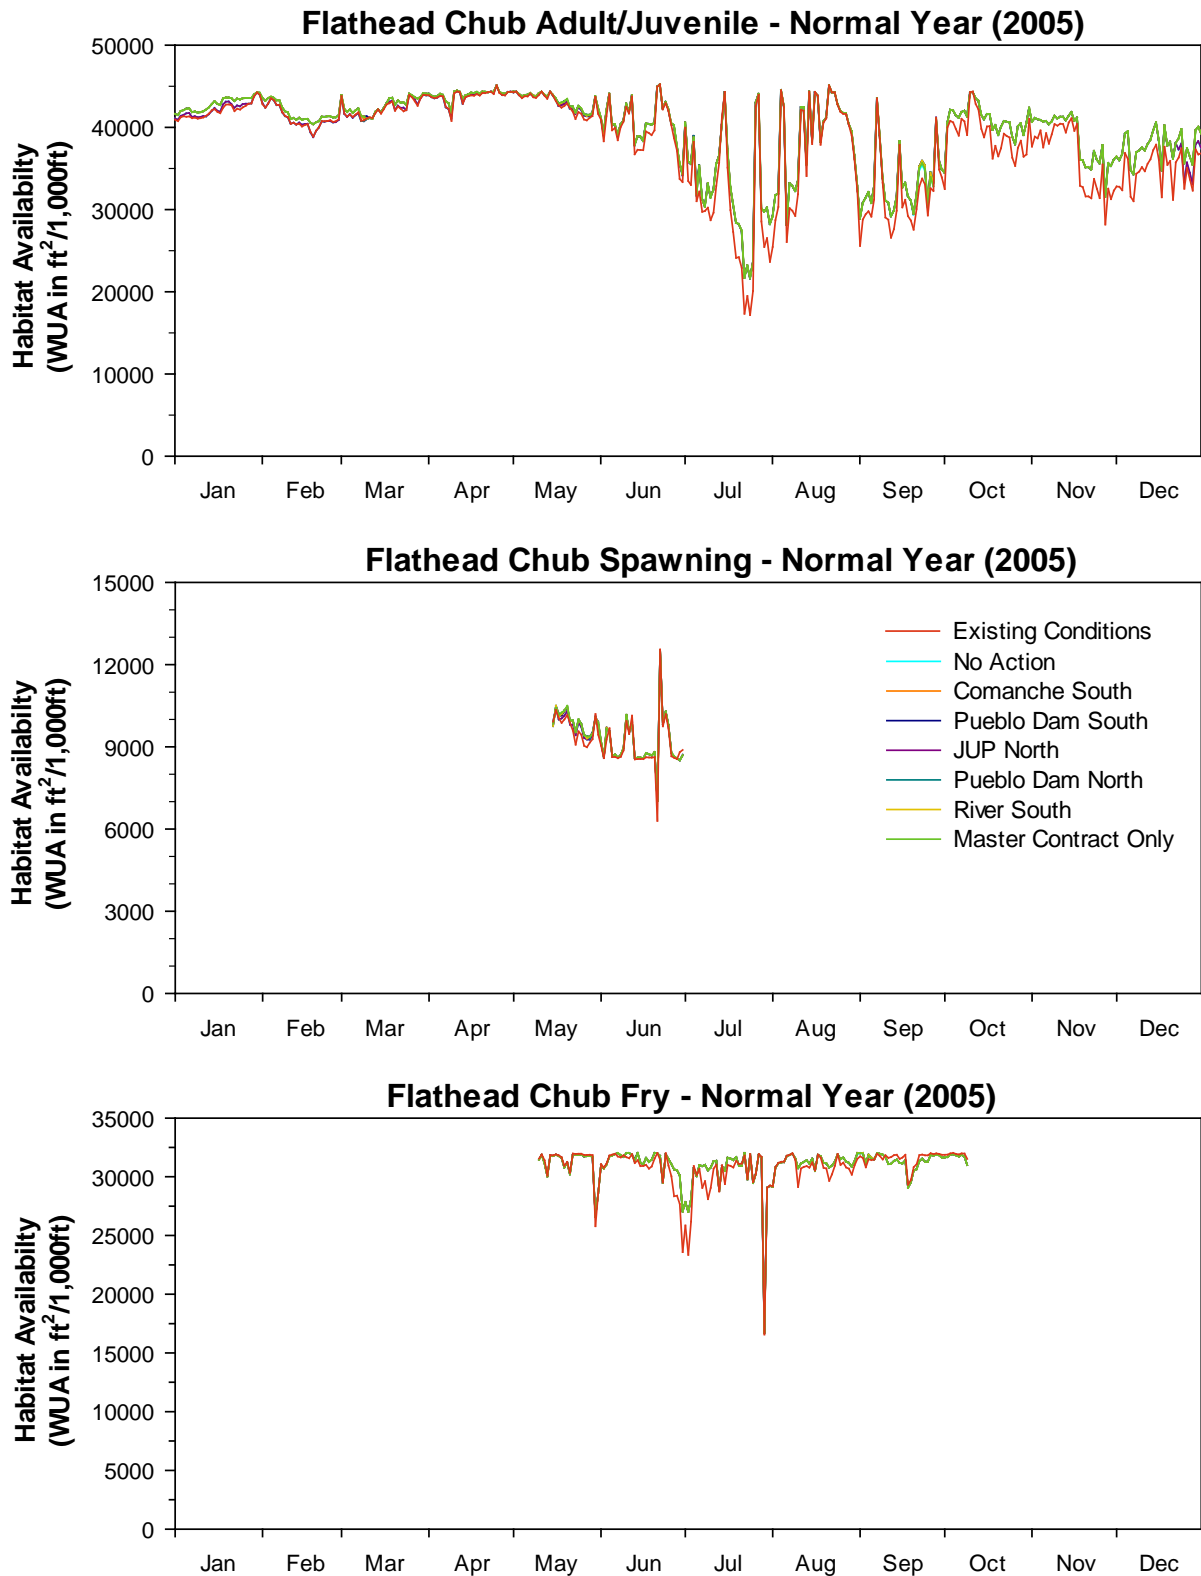 Flathead Chub Adult/Juvenile - Normal Year (2005)
Habitat Availabilty
(WUA in ft²/1,000ft)
50000
40000
30000
20000
10000
0
Jan Feb Mar Apr May Jun Jul Aug Sep Oct Nov Dec
Flathead Chub Spawning - Normal Year (2005)
Habitat Availabilty
(WUA in ft²/1,000ft)
15000
12000
9000
6000
3000
0
Existing Conditions
No Action
Comanche South
Pueblo Dam South
JUP North
Pueblo Dam North
River South
Master Contract Only
Jan Feb Mar Apr May Jun Jul Aug Sep Oct Nov Dec
Flathead Chub Fry - Normal Year (2005)
Habitat Availabilty
(WUA in ft²/1,000ft)
35000
30000
25000
20000
15000
10000
5000
0
Jan Feb Mar Apr May Jun Jul Aug Sep Oct Nov Dec